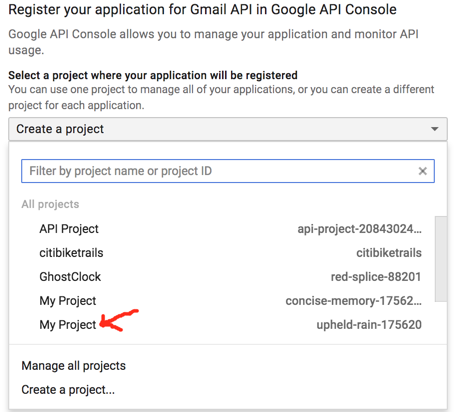 Register your application for Gmail API in Google API Console
Google API Console allows you to manage your application and monitor API
usage.
Select a project where your application will be registered
You can use one project to manage all of your applications, or you can create a different
project for each application.
Create a project
Filter by project name or project ID
All projects
API Project api-project-20843024...
citibiketrails citibiketrails
GhostClock red-splice-88201
My Project concise-memory-17562...
My Project upheld-rain-175620
Manage all projects
Create a project...